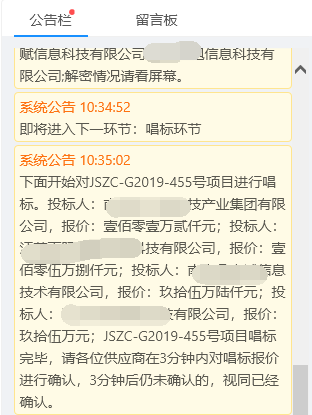 公告栏 留言板
赋信息科技有限公司 信息科技有
限公司;解密情况请看屏幕。
系统公告 10:34:52
即将进入下一环节：唱标环节
系统公告 10:35:02
下面开始对JSZC-G2019-455号项目进行唱
标。投标人： 技产业集团有限
公司，报价：壹佰零壹万贰仟元；投标人：
科技有限公司，报价：壹
佰零伍万捌仟元；投标人： 信息
技术有限公司，报价：玖拾伍万陆仟元；投
标人： 技有限公司，报价：
玖拾伍万元；JSZC-G2019-455号项目唱标
完毕，请各位供应商在3分钟内对唱标报价
进行确认，3分钟后仍未确认的，视同已经
确认。